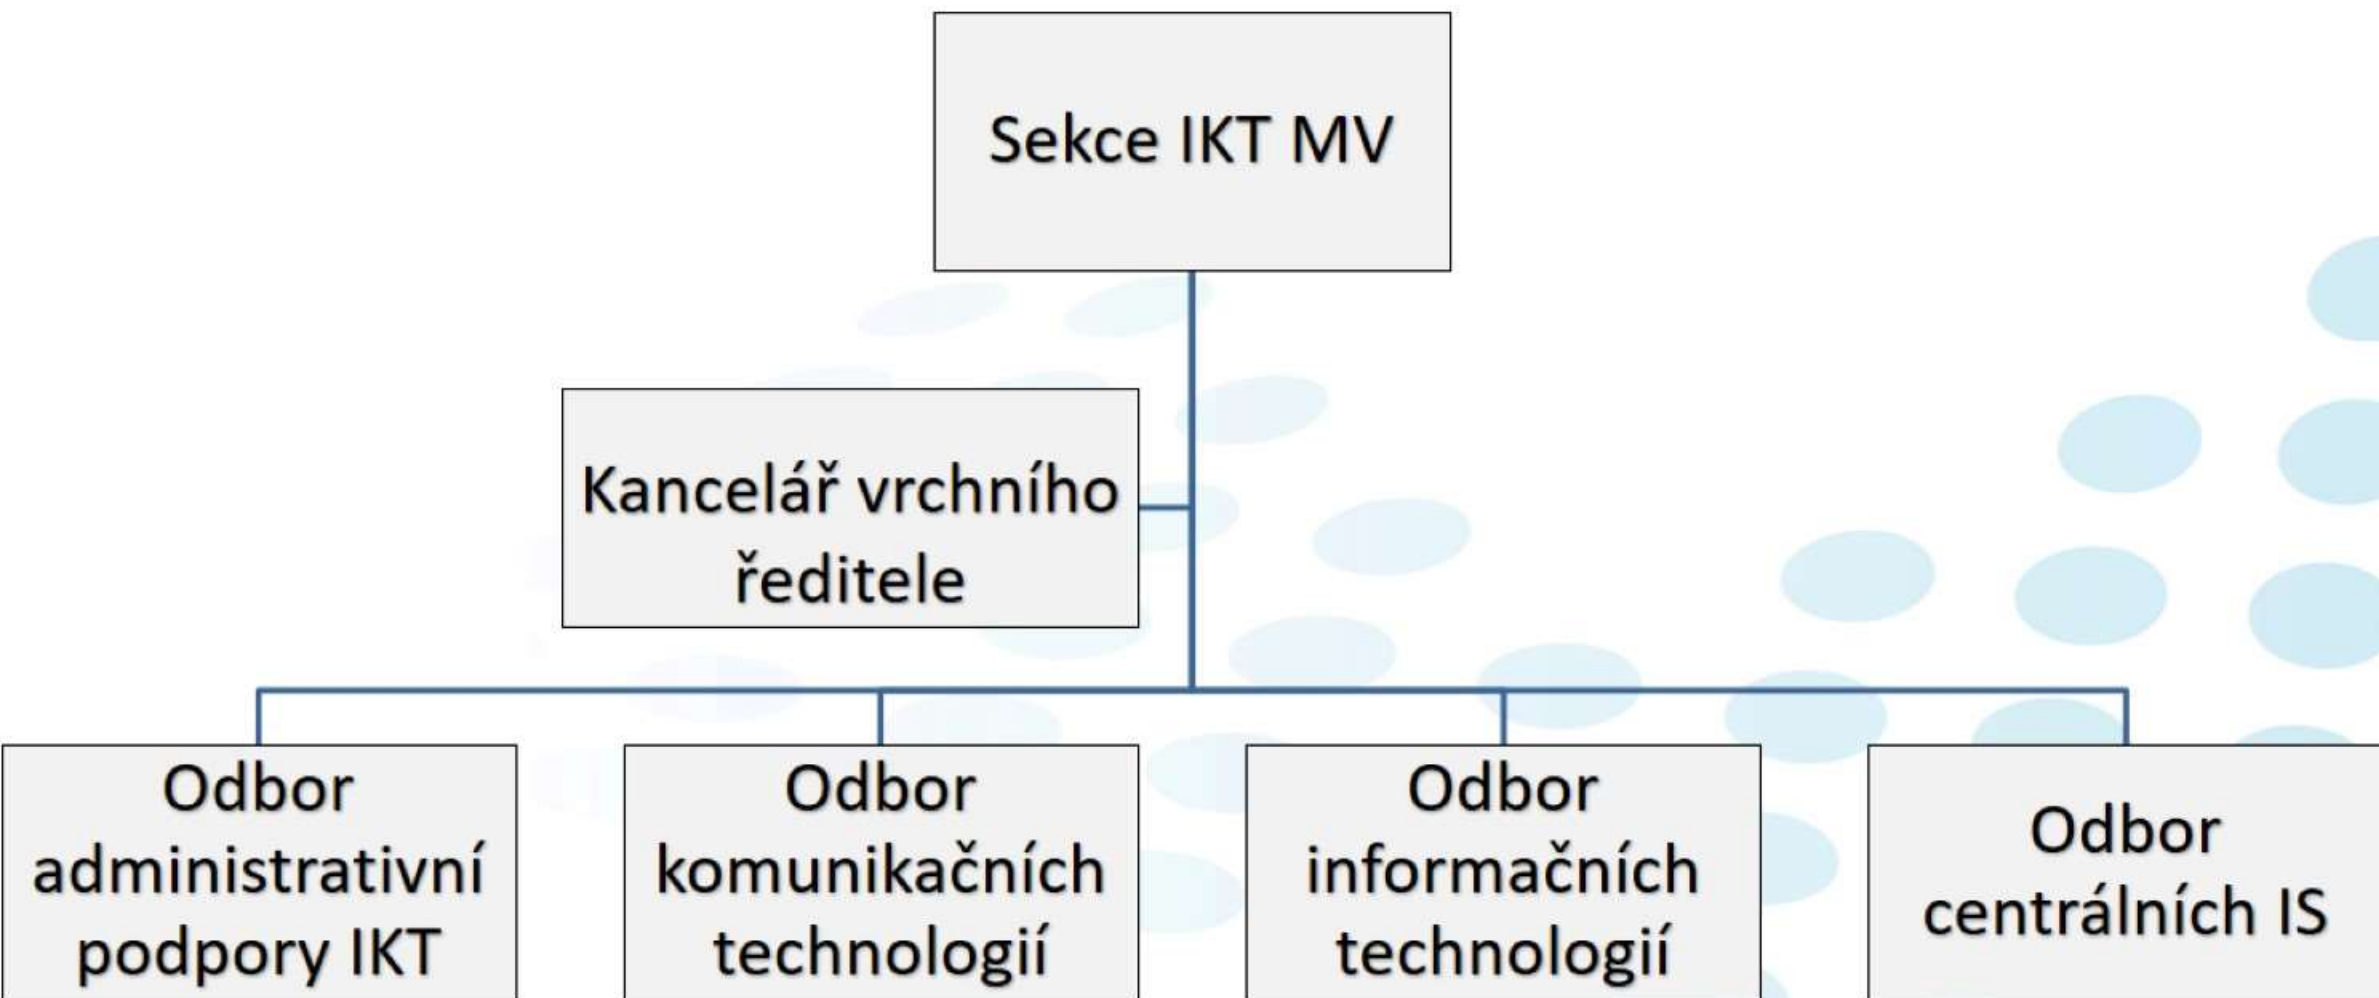 Sekce IKT MV
Kancelář vrchního
ředitele
Odbor
administrativní
podpory IKT
Odbor
komunikačních
technologií
Odbor
informačních
technologií
Odbor
centrálních IS